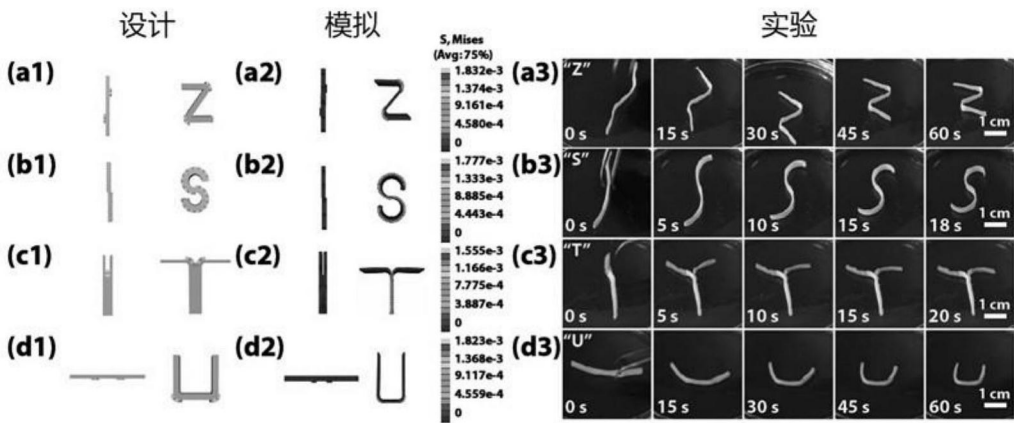 设计
模拟
实验
S, Mises
(Avg: 75%)
(a1)
(a2)
1.832e-3
1.374e-3
9.161e-4
4.580e-4
0
(a3)
"Z"
0 s
15 s
30 s
45 s
60 s
1 cm
(b1)
(b2)
1.777e-3
1.333e-3
8.885e-4
4.443e-4
0
(b3)
"S"
0 s
5 s
10 s
15 s
18 s
1 cm
(c1)
(c2)
1.555e-3
1.166e-3
7.775e-4
3.887e-4
0
(c3)
"T"
0 s
5 s
10 s
15 s
20 s
1 cm
(d1)
(d2)
1.823e-3
1.368e-3
9.117e-4
4.559e-4
0
(d3)
"U"
0 s
15 s
30 s
45 s
60 s
1 cm